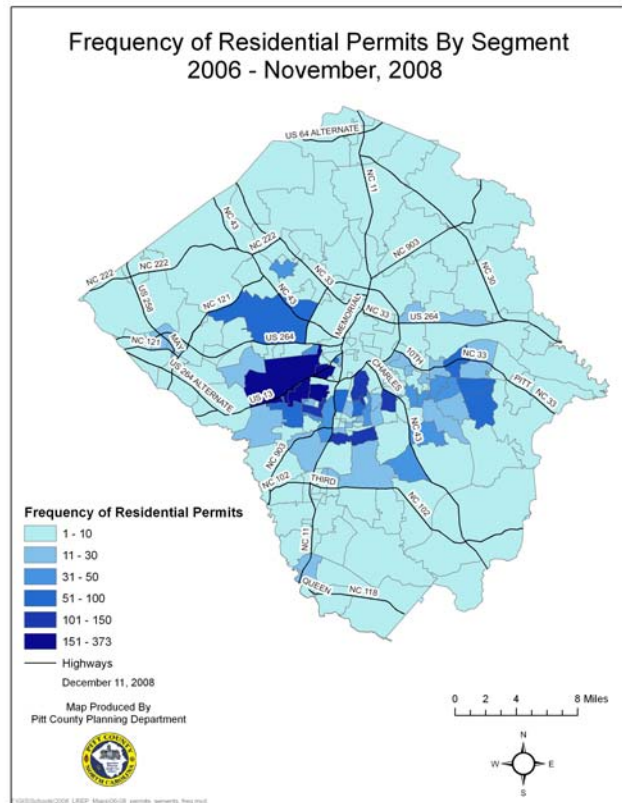 Frequency of Residential Permits By Segment
2006 - November, 2008
US 64 ALTERNATE
NC 11
NC 43
NC 903
NC 222
NC 222
NC 222
NC 33
NC 30
US 258
NC 121
NC 43
MEMORIAL
NC 33
US 264
NC 121
MAY
US 264
10TH
NC 33
US 264 ALTERNATE
CHARLES
PITT
NC 33
US 13
NC 43
NC 903
NC 102
THIRD
NC 102
NC 11
QUEEN
NC 118
Frequency of Residential Permits
1 - 10
11 - 30
31 - 50
51 - 100
101 - 150
151 - 373
Highways
December 11, 2008
Map Produced By
Pitt County Planning Department
PITT COUNTY
NORTH CAROLINA
0 2 4 8 Miles
N
W E
S